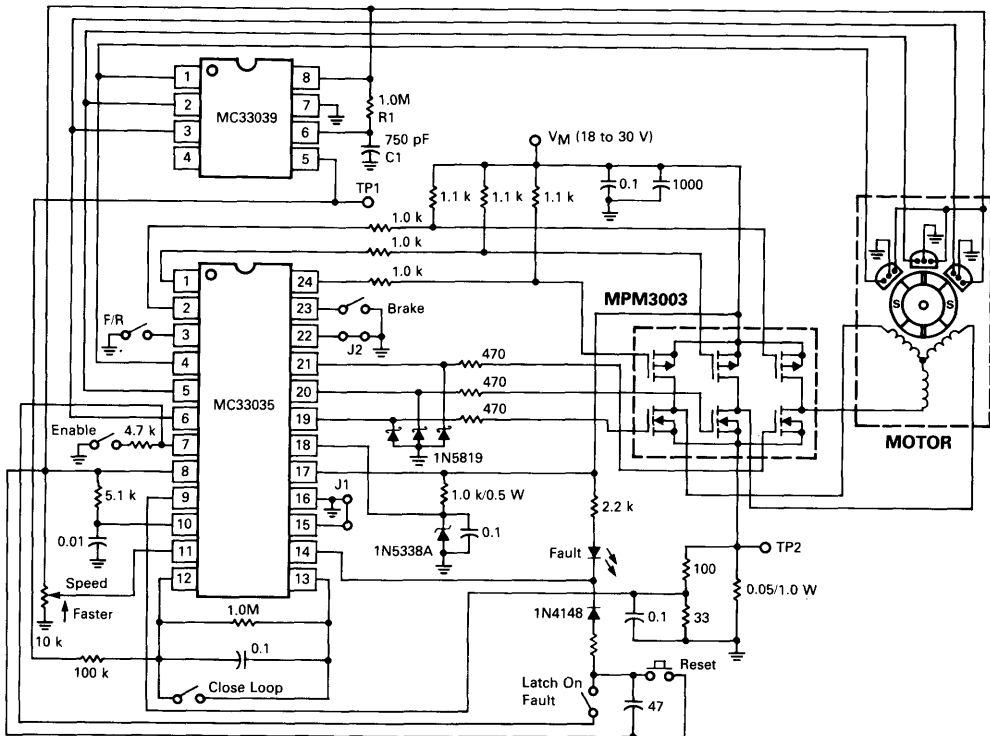 1
2
3
4
MC33039
8
7
6
5
1.0M
R1
750 pF
C1
TP1
VM (18 to 30 V)
1.1 k
1.1 k
1.1 k
0.1
1000
1.0 k
1.0 k
1.0 k
1
2
3
4
5
6
7
8
9
10
11
12
MC33035
24
23
22
21
20
19
18
17
16
15
14
13
F/R
Brake
J2
Enable
4.7 k
470
470
470
1N5819
MPM3003
S
S
MOTOR
5.1 k
0.01
Speed
Faster
10 k
J1
1.0 k/0.5 W
1N5338A
0.1
2.2 k
Fault
1N4148
TP2
100
0.05/1.0 W
0.1
33
1.0M
0.1
100 k
Close Loop
Latch On
Fault
47
Reset